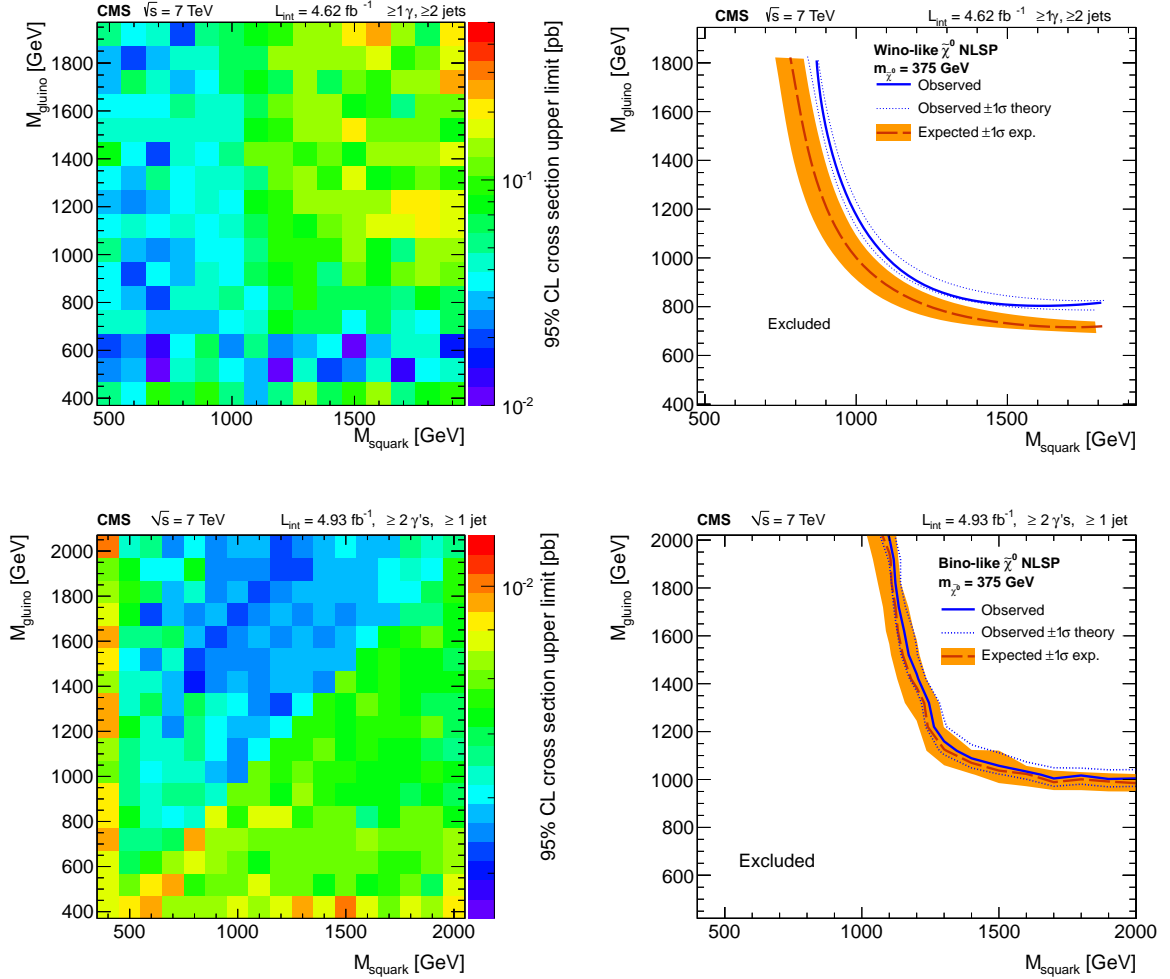 CMS √s = 7 TeV L_int = 4.62 fb⁻¹ ≥1γ, ≥2 jets
M_gluino [GeV]
1800
1600
1400
1200
1000
800
600
400
500 1000 1500
M_squark [GeV]
10⁻¹
10⁻²
95% CL cross section upper limit [pb]
CMS √s = 7 TeV L_int = 4.62 fb⁻¹ ≥1γ, ≥2 jets
M_gluino [GeV]
Wino-like χ̃⁰ NLSP
m_χ̃⁰ = 375 GeV
Observed
Observed ±1σ theory
Expected ±1σ exp.
1800
1600
1400
1200
1000
800
600
400
Excluded
500 1000 1500
M_squark [GeV]
CMS √s = 7 TeV L_int = 4.93 fb⁻¹, ≥ 2 γ's, ≥ 1 jet
M_gluino [GeV]
2000
1800
1600
1400
1200
1000
800
600
400
500 1000 1500 2000
M_squark [GeV]
10⁻²
95% CL cross section upper limit [pb]
CMS √s = 7 TeV L_int = 4.93 fb⁻¹, ≥ 2 γ's, ≥ 1 jet
M_gluino [GeV]
Bino-like χ̃⁰ NLSP
m_χ̃⁰ = 375 GeV
Observed
Observed ±1σ theory
Expected ±1σ exp.
2000
1800
1600
1400
1200
1000
800
600
Excluded
500 1000 1500 2000
M_squark [GeV]